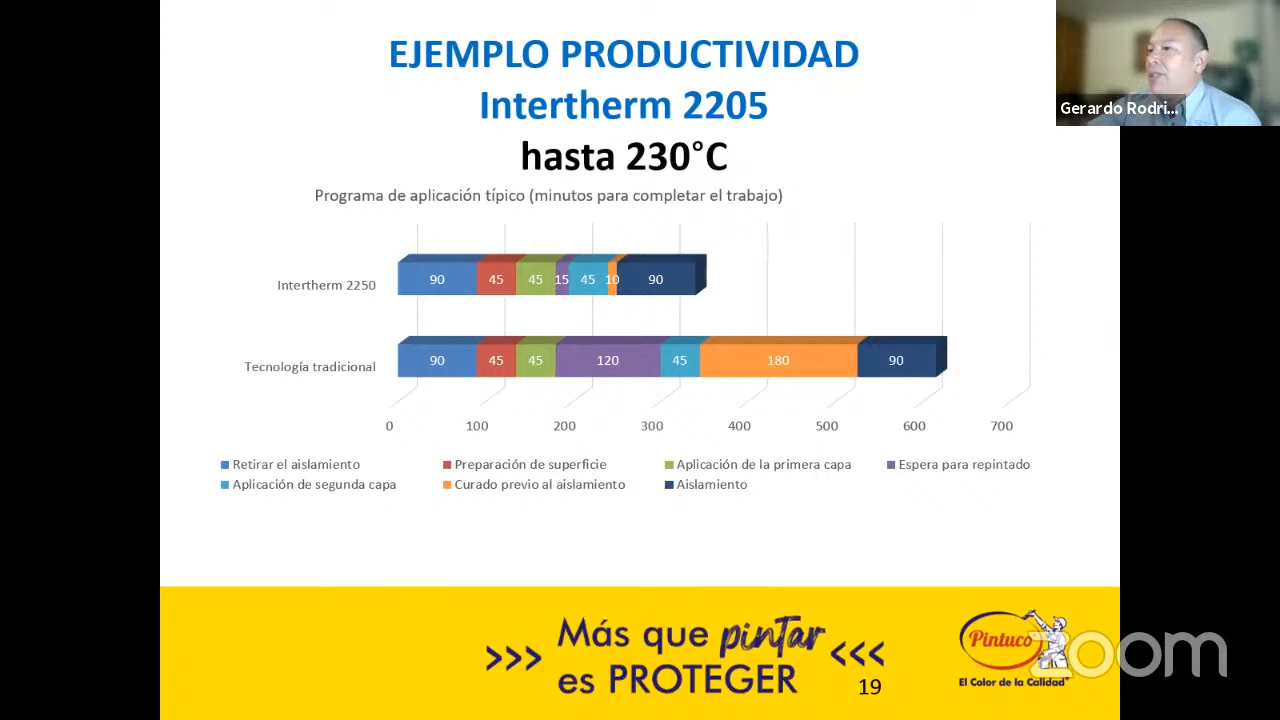 EJEMPLO PRODUCTIVIDAD
Intertherm 2205
hasta 230°C
Gerardo Rodri...
Programa de aplicación típico (minutos para completar el trabajo)
Intertherm 2250
90 45 45 15 45 10 90
Tecnología tradicional
90 45 45 120 45 180 90
0 100 200 300 400 500 600 700
Retirar el aislamiento Preparación de superficie Aplicación de la primera capa Espera para repintado
Aplicación de segunda capa Curado previo al aislamiento Aislamiento
Más que pintar
>>> <<<
es PROTEGER
19
Pintuco
El Color de la Calidad®
zoom